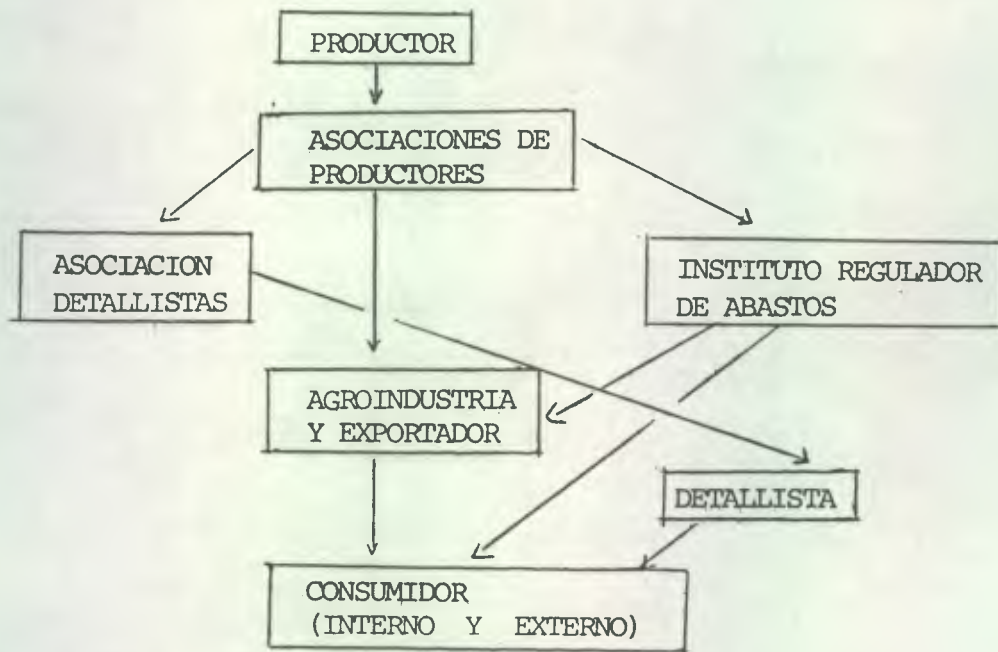 PRODUCTOR
ASOCIACIONES DE
PRODUCTORES
ASOCIACION
DETALLISTAS
INSTITUTO REGULADOR
DE ABASTOS
AGROINDUSTRIA
Y EXPORTADOR
DETALLISTA
CONSUMIDOR
(INTERNO Y EXTERNO)